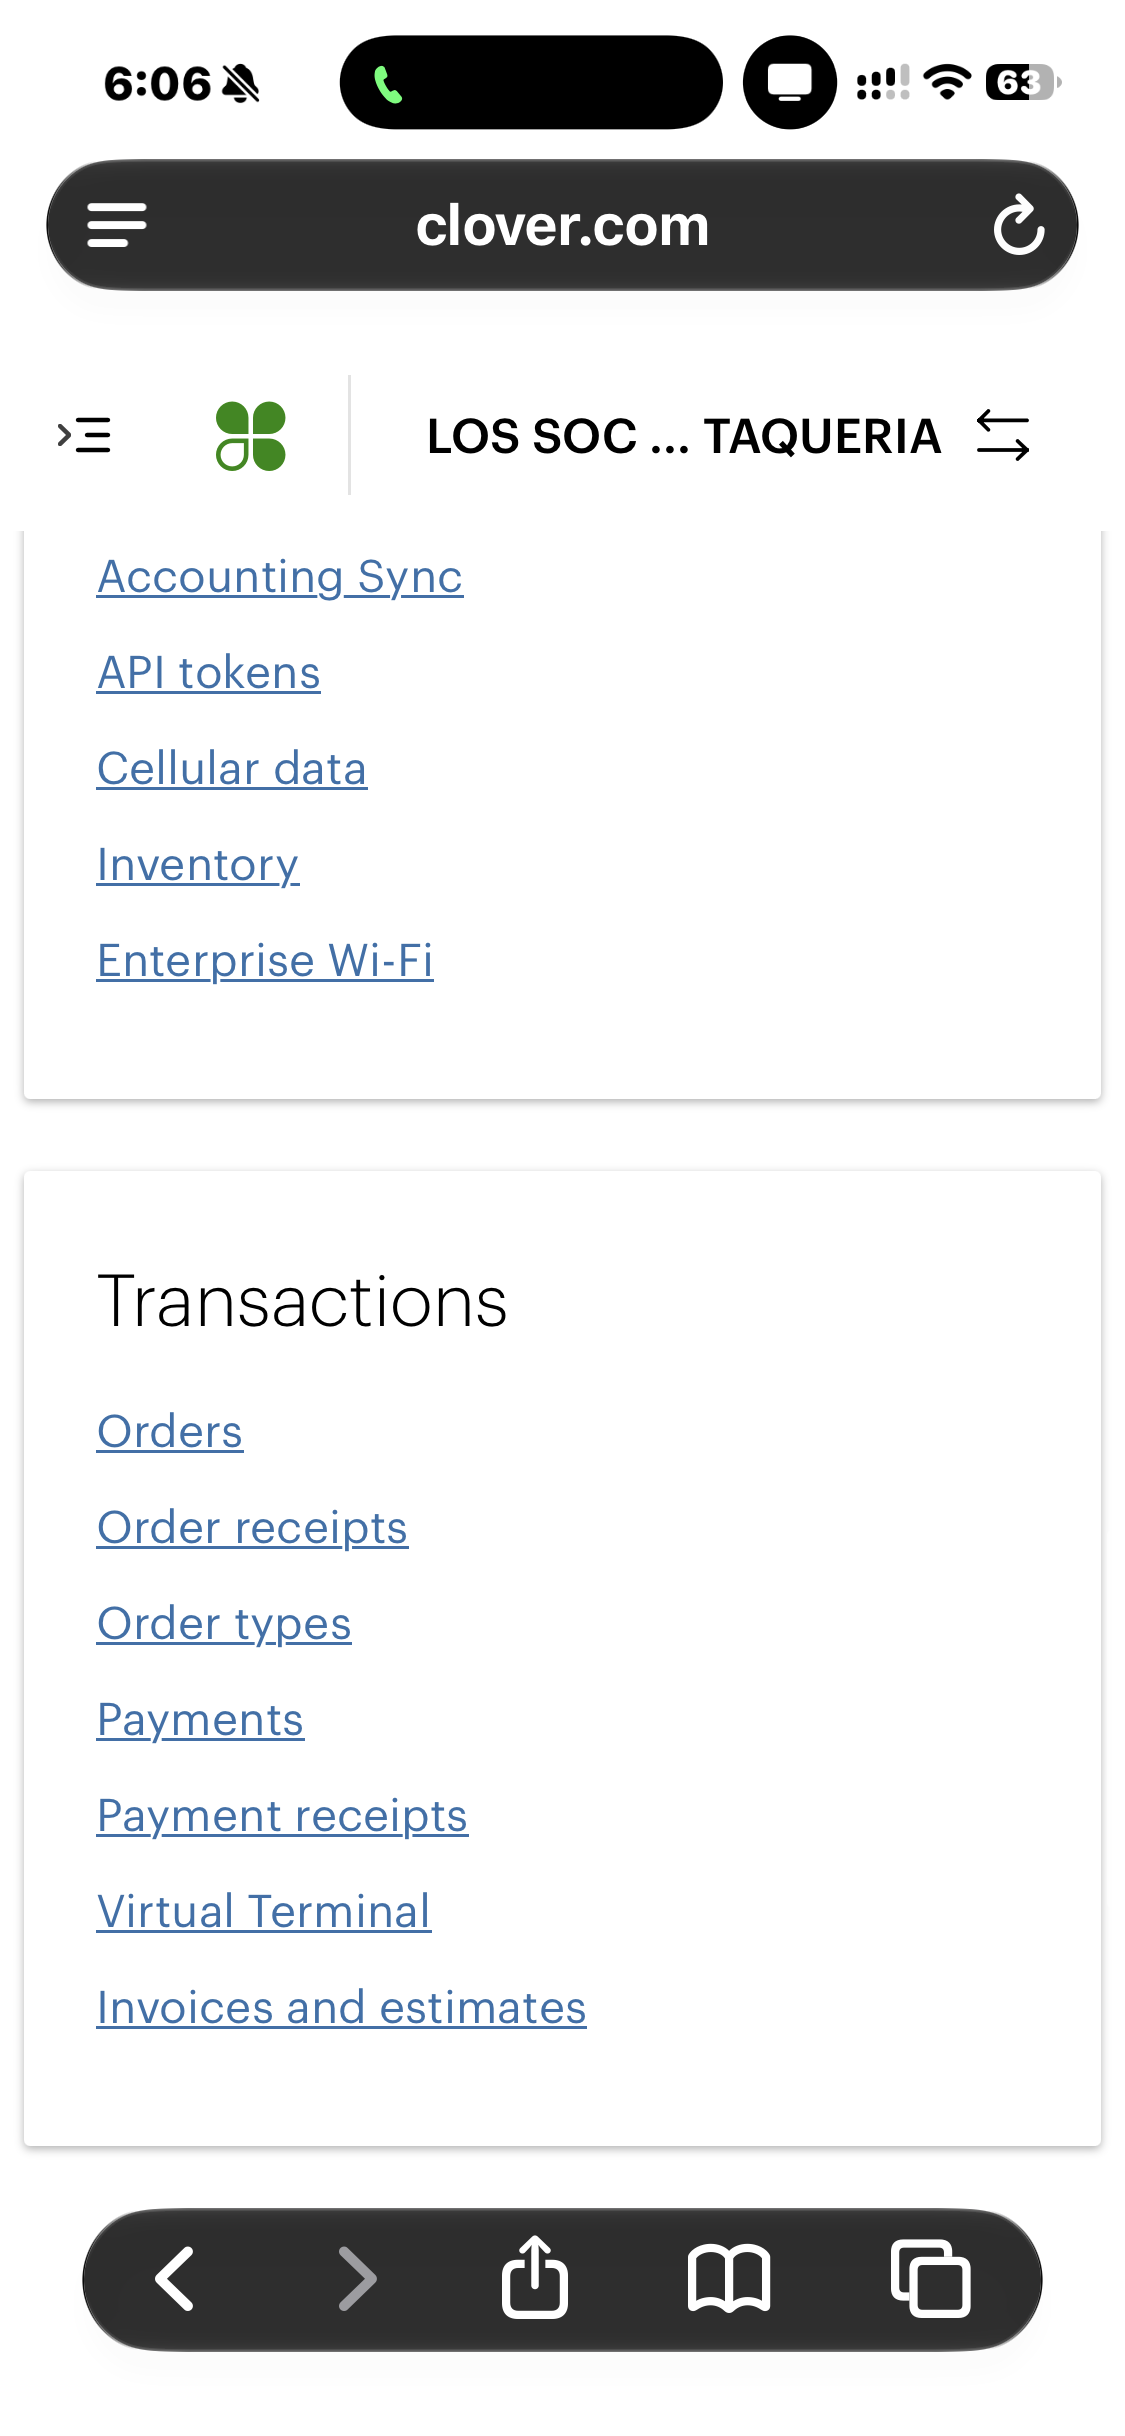 6:06
63
clover.com
LOS SOC ... TAQUERIA
Accounting Sync
API tokens
Cellular data
Inventory
Enterprise Wi-Fi
Transactions
Orders
Order receipts
Order types
Payments
Payment receipts
Virtual Terminal
Invoices and estimates